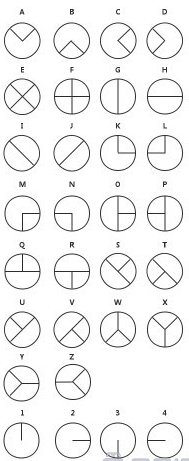 A B C D
E F G H
I J K L
M N O P
Q R S T
U V W X
Y Z
1 2 3 4